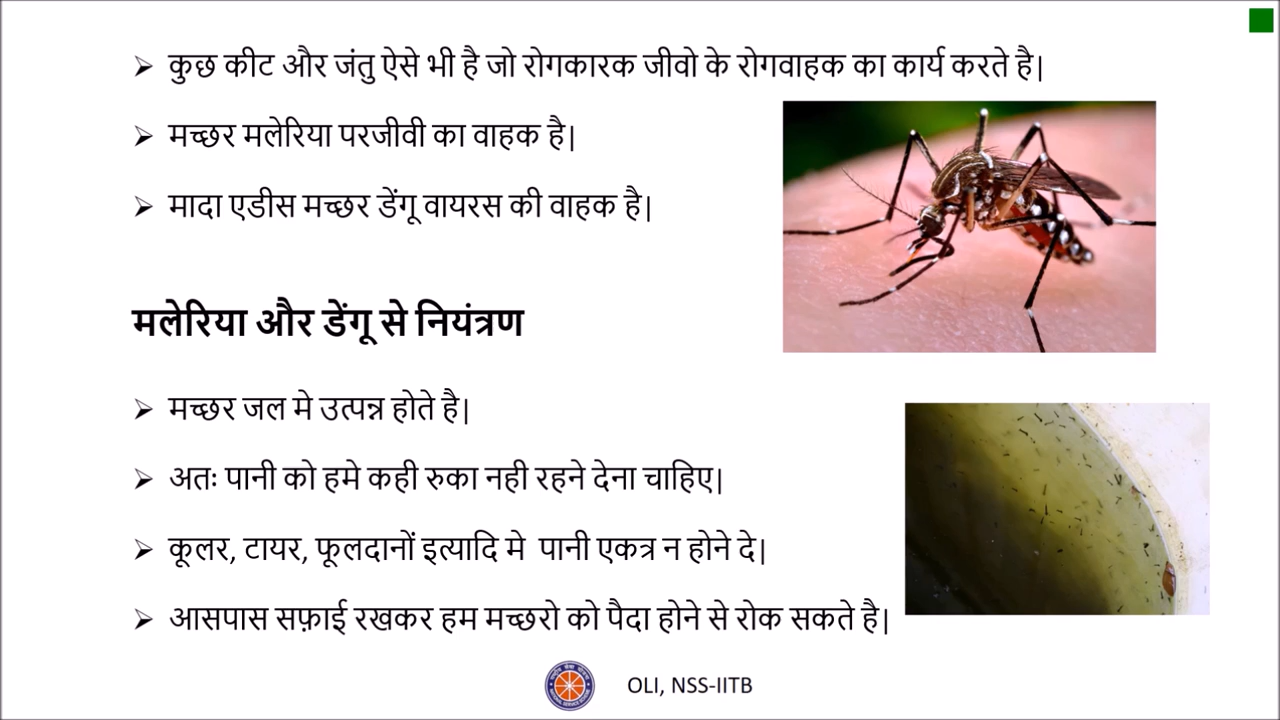 कुछ कीट और जंतु ऐसे भी है जो रोगकारक जीवो के रोगवाहक का कार्य करते है|
मच्छर मलेरिया परजीवी का वाहक है|
मादा एडीस मच्छर डेंगू वायरस की वाहक है|
मलेरिया और डेंगू से नियंत्रण
मच्छर जल मे उत्पन्न होते है|
अतः पानी को हमे कही रुका नही रहने देना चाहिए|
कूलर, टायर, फूलदानों इत्यादि मे पानी एकत्र न होने दे|
आसपास सफ़ाई रखकर हम मच्छरो को पैदा होने से रोक सकते है|
OLI, NSS-IITB